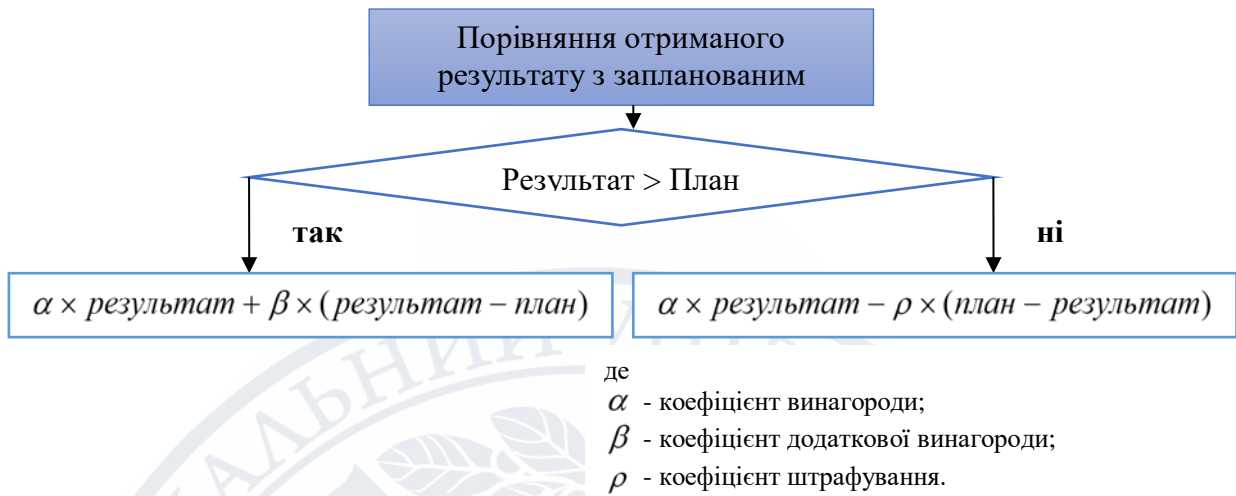 Порівняння отриманого
результату з запланованим
Результат > План
так
ні
α × результат + β × (результат − план)
α × результат − ρ × (план − результат)
де
α - коефіцієнт винагороди;
β - коефіцієнт додаткової винагороди;
ρ - коефіцієнт штрафування.